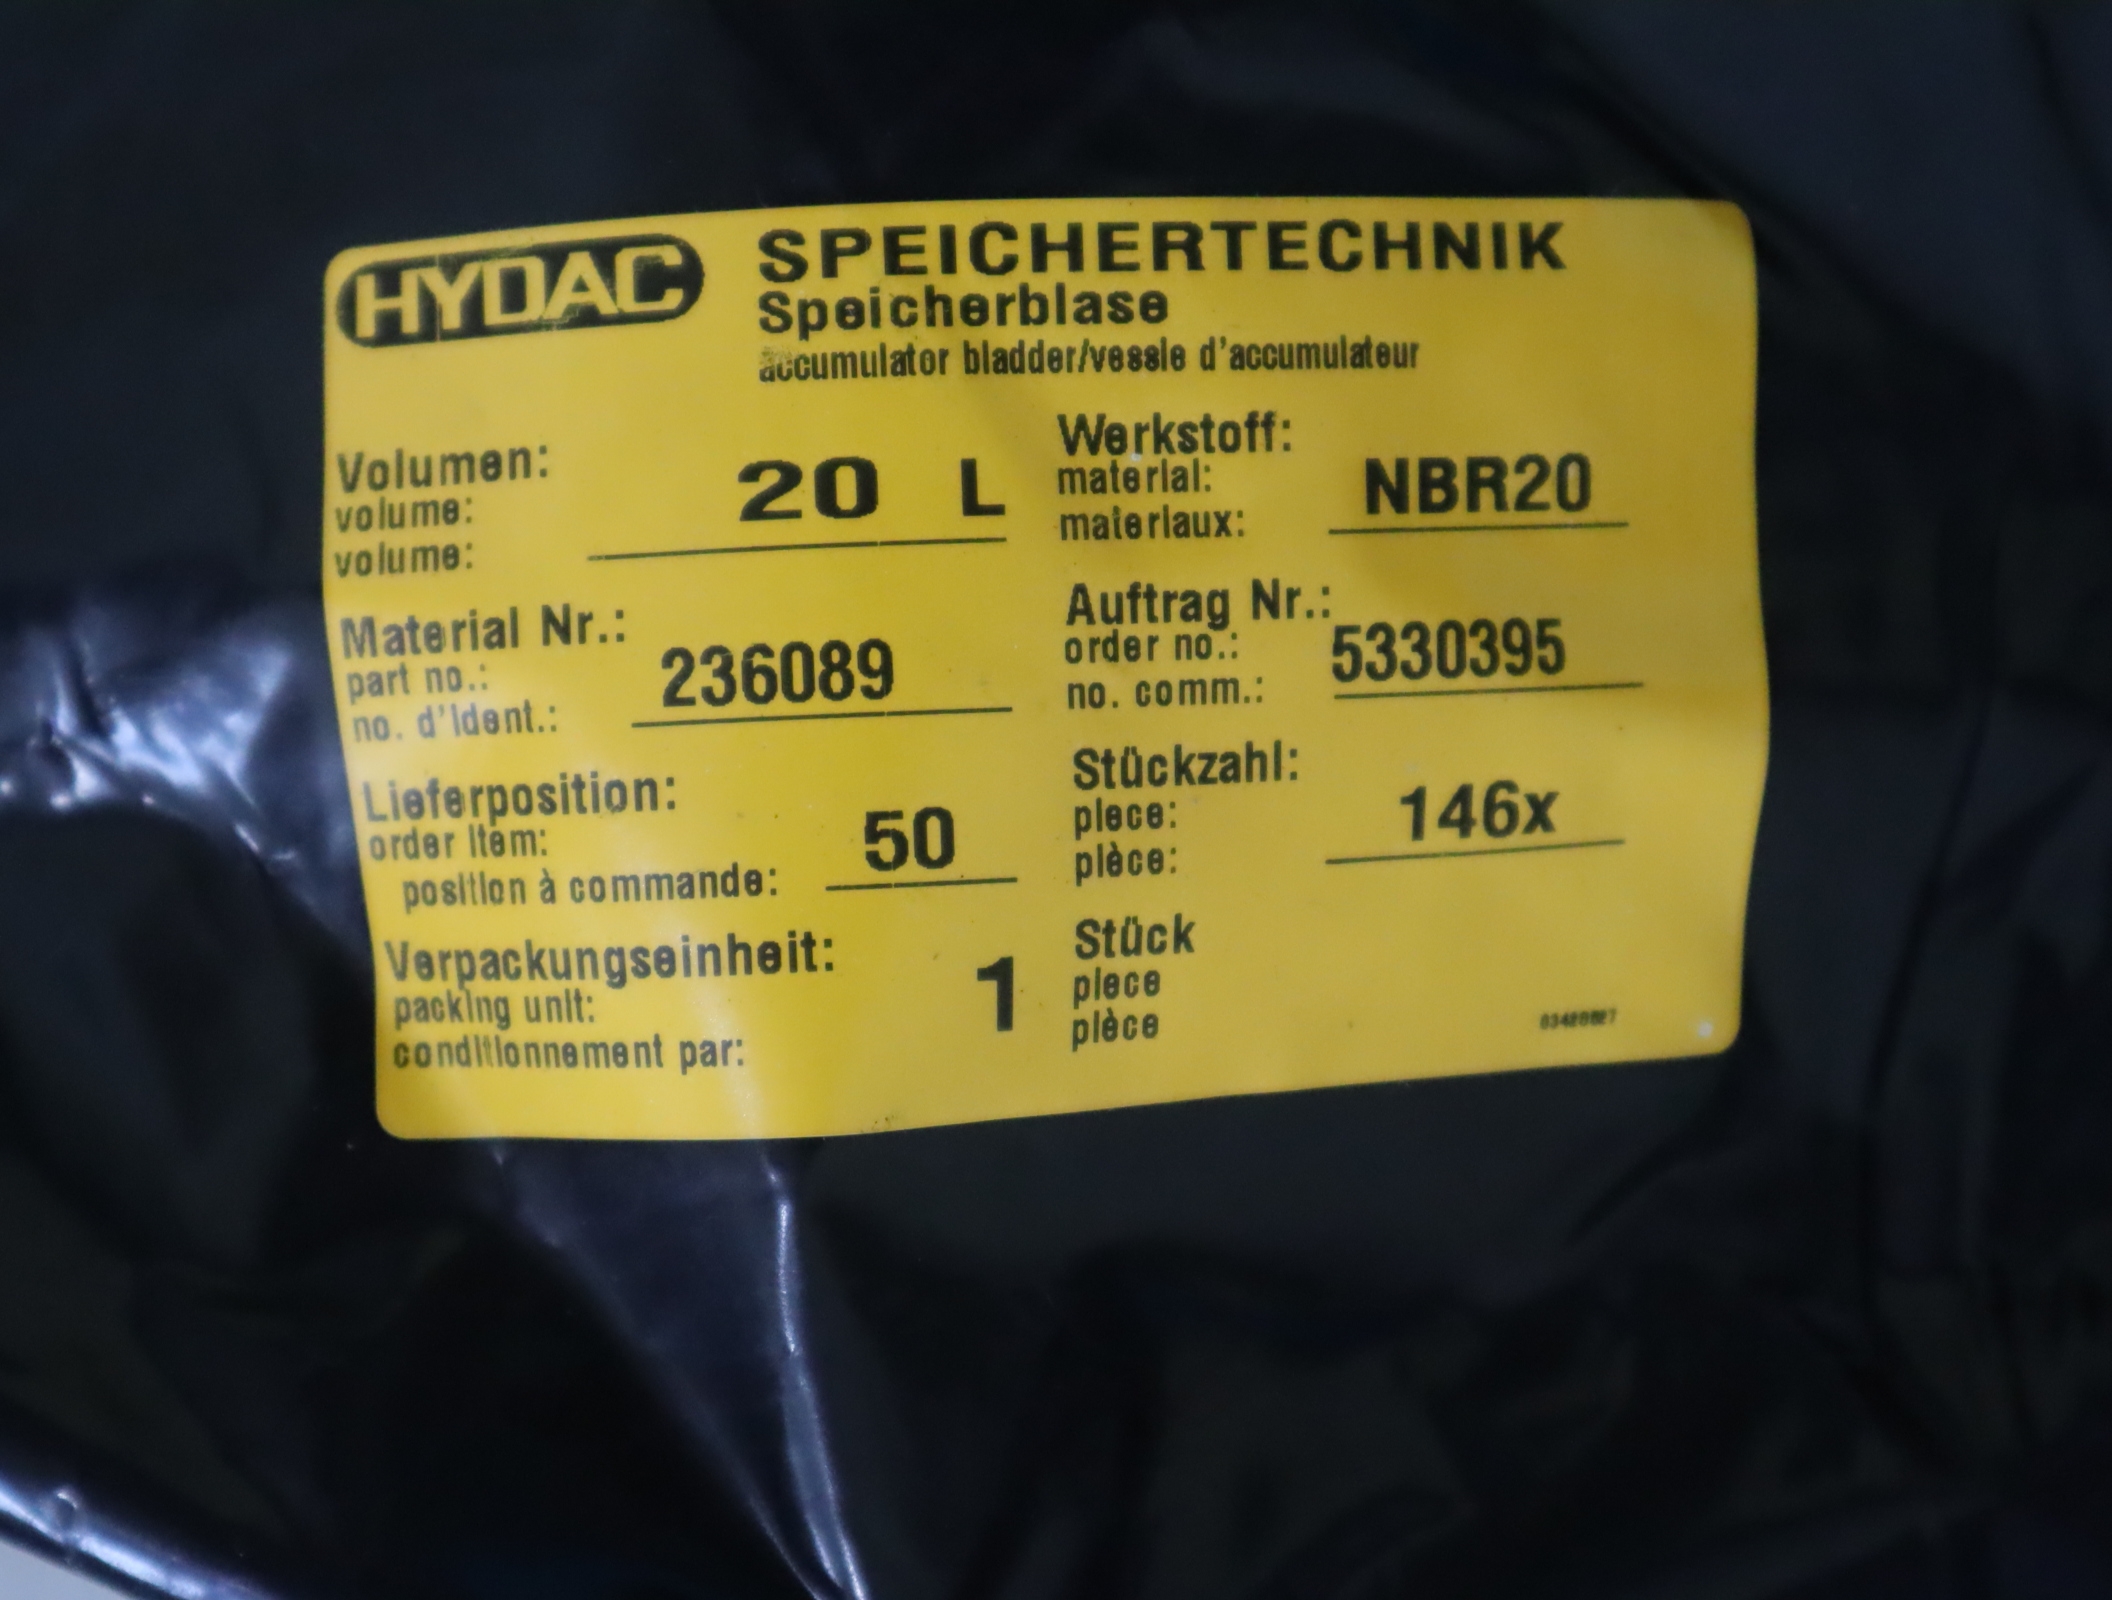 HYDAC
SPEICHERTECHNIK
Speicherblase
accumulator bladder/vessie d'accumulateur
Volumen:
volume:
volume:
20 L
Werkstoff:
material:
materiaux:
NBR20
Material Nr.:
part no.:
no. d'ident.:
236089
Auftrag Nr.:
order no.:
no. comm.:
5330395
Lieferposition:
order item:
position à commande:
50
Stückzahl:
piece:
pièce:
146x
Verpackungseinheit:
packing unit:
conditionnement par:
1
Stück
piece
pièce